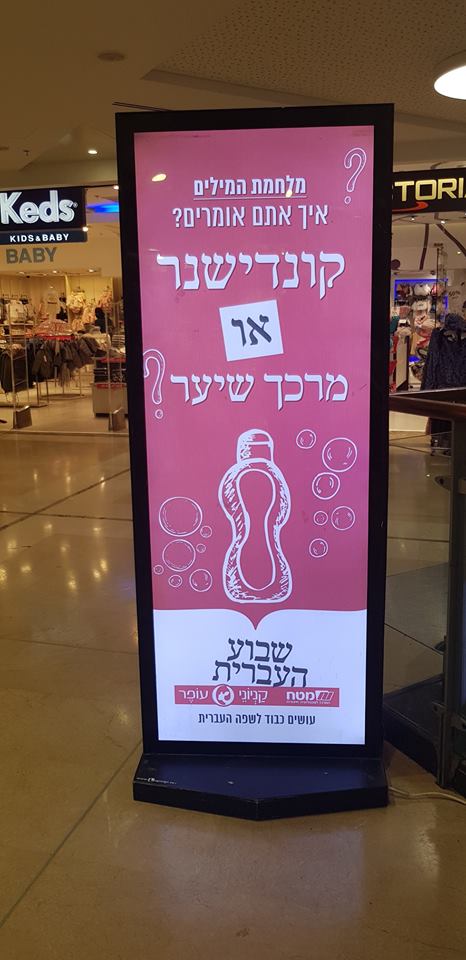 Keds
KIDS & BABY
BABY
TORI
מלחמת המילים
איך אתם אומרים?
קונדישנר
או
מרכך שיער
שבוע
העברית
מטח
קניוני עופר
עושים כבוד לשפה העברית